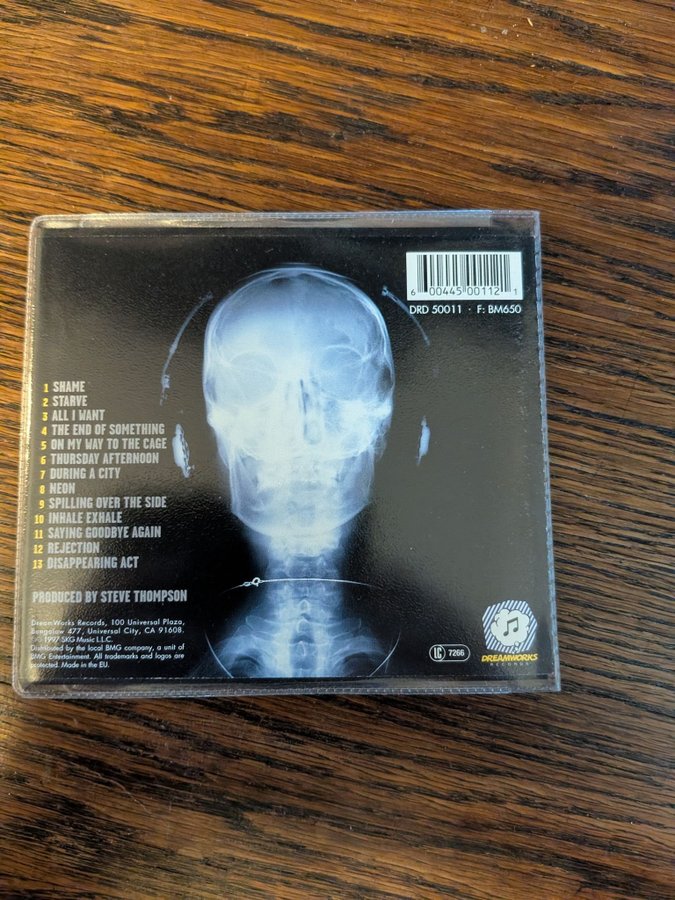 6 00445 00112 1
DRD 50011 · F: BM650
1 SHAME
2 STARVE
3 ALL I WANT
4 THE END OF SOMETHING
5 ON MY WAY TO THE CAGE
6 THURSDAY AFTERNOON
7 DURING A CITY
8 NEON
9 SPILLING OVER THE SIDE
10 INHALE EXHALE
11 SAYING GOODBYE AGAIN
12 REJECTION
13 DISAPPEARING ACT
PRODUCED BY STEVE THOMPSON
DreamWorks Records, 100 Universal Plaza,
Bungalow 477, Universal City, CA 91608.
℗© 1997 SKG Music L.L.C.
Distributed by the local BMG company, a unit of
BMG Entertainment. All trademarks and logos are
protected. Made in the EU.
LC 7266
DREAMWORKS
RECORDS